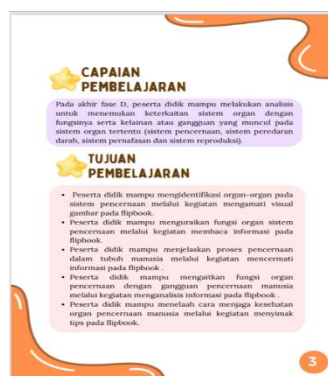 CAPAIAN
PEMBELAJARAN
Pada akhir fase D, peserta didik mampu melakukan analisis
untuk menemukan keterkaitan sistem organ dengan
fungsinya serta kelainan atau gangguan yang muncul pada
sistem organ tertentu (sistem pencernaan, sistem peredaran
darah, sistem pernafasan dan sistem reproduksi).
TUJUAN
PEMBELAJARAN
• Peserta didik mampu mengidentifikasi organ-organ pada
sistem pencernaan melalui kegiatan mengamati visual
gambar pada flipbook.
• Peserta didik mampu menguraikan fungsi organ sistem
pencernaan melalui kegiatan membaca informasi pada
flipbook.
• Peserta didik mampu menjelaskan proses pencernaan
dalam tubuh manusia melalui kegiatan mencermati
informasi pada flipbook .
• Peserta didik mampu mengaitkan fungsi organ
pencernaan dengan gangguan pencernaan manusia
melalui kegiatan menganalisis informasi pada flipbook .
• Peserta didik mampu menelaah cara menjaga kesehatan
organ pencernaan manusia melalui kegiatan menyimak
tips pada flipbook.
3